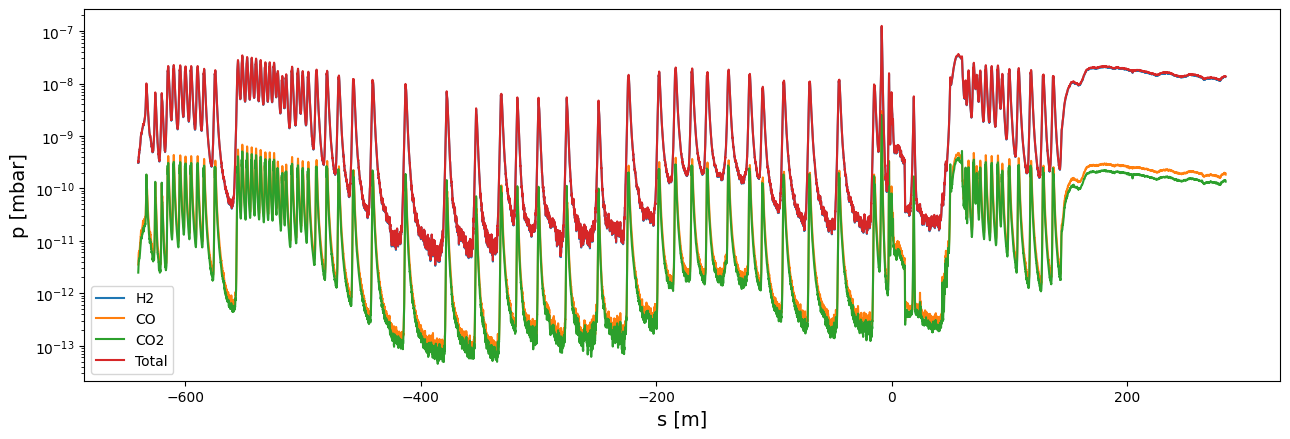 p [mbar]
10⁻⁷
10⁻⁸
10⁻⁹
10⁻¹⁰
10⁻¹¹
10⁻¹²
10⁻¹³
H2
CO
CO2
Total
−600 −400 −200 0 200
s [m]